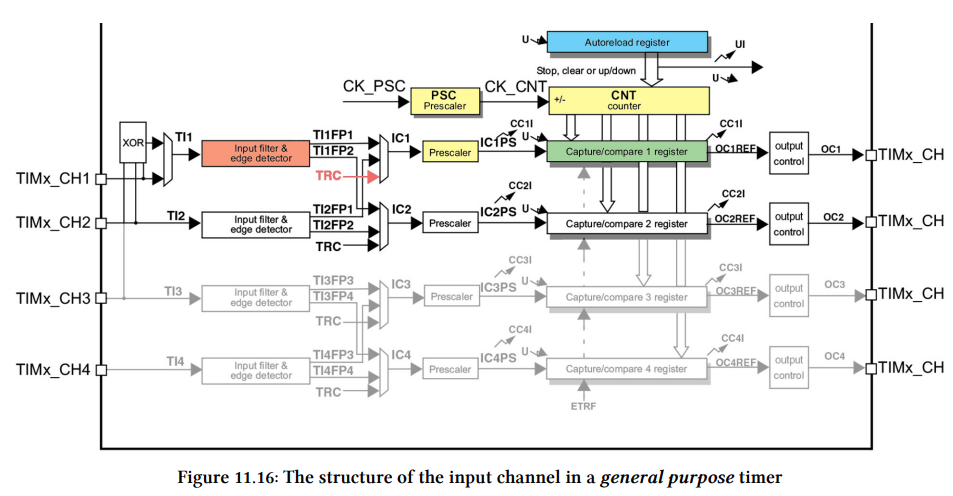 U
Autoreload register
UI
Stop, clear or up/down
U
CK_PSC
PSC
Prescaler
CK_CNT
+/-
CNT
counter
XOR
TI1
Input filter &
edge detector
TI1FP1
TI1FP2
TRC
IC1
Prescaler
IC1PS
CC1I
U
Capture/compare 1 register
CC1I
OC1REF
output
control
OC1
TIMx_CH
TIMx_CH1
TIMx_CH2
TI2
Input filter &
edge detector
TI2FP1
TI2FP2
TRC
IC2
Prescaler
IC2PS
CC2I
U
Capture/compare 2 register
CC2I
OC2REF
output
control
OC2
TIMx_CH
TIMx_CH3
TI3
Input filter &
edge detector
TI3FP3
TI3FP4
TRC
IC3
Prescaler
IC3PS
CC3I
U
Capture/compare 3 register
CC3I
OC3REF
output
control
OC3
TIMx_CH
TIMx_CH4
TI4
Input filter &
edge detector
TI4FP3
TI4FP4
TRC
IC4
Prescaler
IC4PS
CC4I
U
Capture/compare 4 register
CC4I
OC4REF
output
control
OC4
TIMx_CH
ETRF
Figure 11.16: The structure of the input channel in a general purpose timer